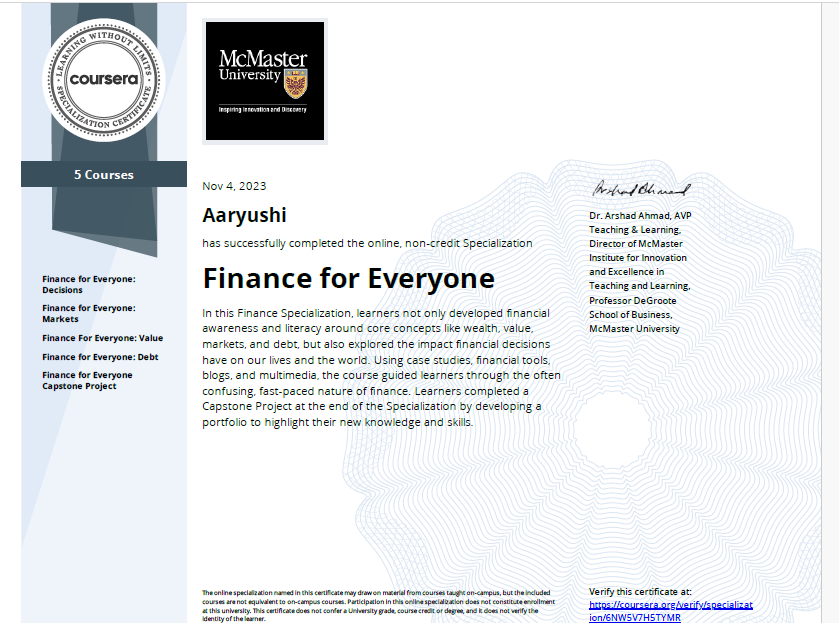 LEARNING WITHOUT LIMITS
coursera
SPECIALIZATION CERTIFICATE
5 Courses
Finance for Everyone:
Decisions
Finance for Everyone:
Markets
Finance For Everyone: Value
Finance for Everyone: Debt
Finance for Everyone
Capstone Project
McMaster
University
Inspiring Innovation and Discovery
Nov 4, 2023
Aaryushi
has successfully completed the online, non-credit Specialization
Finance for Everyone
In this Finance Specialization, learners not only developed financial
awareness and literacy around core concepts like wealth, value,
markets, and debt, but also explored the impact financial decisions
have on our lives and the world. Using case studies, financial tools,
blogs, and multimedia, the course guided learners through the often
confusing, fast-paced nature of finance. Learners completed a
Capstone Project at the end of the Specialization by developing a
portfolio to highlight their new knowledge and skills.
Arshad Ahmad
Dr. Arshad Ahmad, AVP
Teaching & Learning,
Director of McMaster
Institute for Innovation
and Excellence in
Teaching and Learning,
Professor DeGroote
School of Business,
McMaster University
The online specialization named in this certificate may draw on material from courses taught on-campus, but the included
courses are not equivalent to on-campus courses. Participation in this online specialization does not constitute enrollment
at this university. This certificate does not confer a University grade, course credit or degree, and it does not verify the
identity of the learner.
Verify this certificate at:
https://coursera.org/verify/specializat
ion/6NW5V7H5TYMR